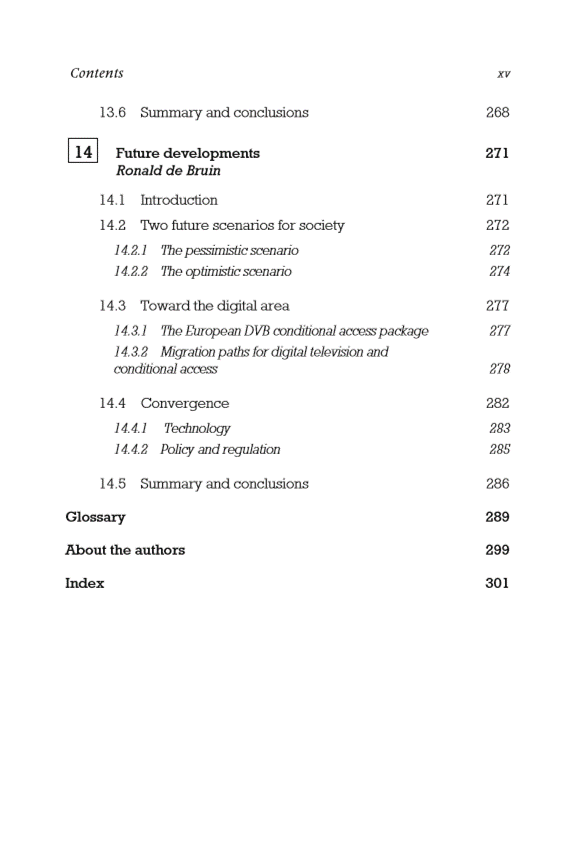 Contents xv
13.6 Summary and conclusions 268
14 Future developments 271
Ronald de Bruin
14.1 Introduction 271
14.2 Two future scenarios for society 272
14.2.1 The pessimistic scenario 272
14.2.2 The optimistic scenario 274
14.3 Toward the digital area 277
14.3.1 The European DVB conditional access package 277
14.3.2 Migration paths for digital television and
conditional access 278
14.4 Convergence 282
14.4.1 Technology 283
14.4.2 Policy and regulation 285
14.5 Summary and conclusions 286
Glossary 289
About the authors 299
Index 301